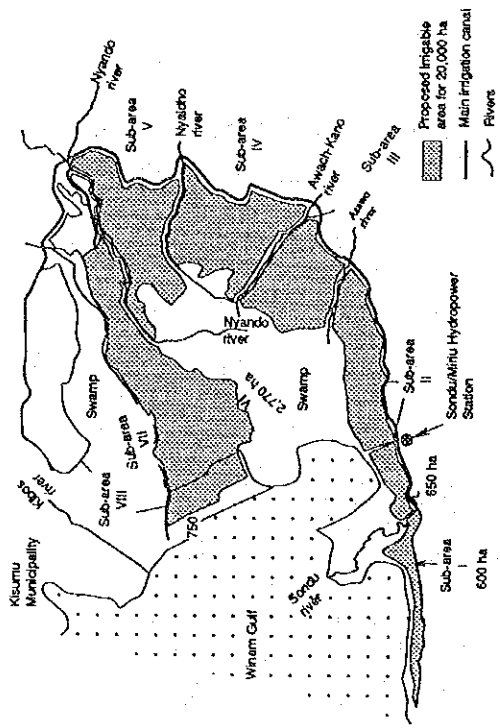 Kisumu
Municipality
Kibos
river
Swamp
Nyando
river
Sub-area
V
Sub-area
VII
Sub-area
VIII
Nyaidho
river
Sub-area
IV
750
Winam Gulf
VI
2,770 ha
Nyando
river
Awach-Kano
river
Sub-area
III
Swamp
river
Sondu
river
Sub-area
II
Sondu/Miriu Hydropower
Station
650 ha
Sub-area
I
600 ha
Proposed irrigable
area for 20,000 ha
Main irrigation canal
Rivers